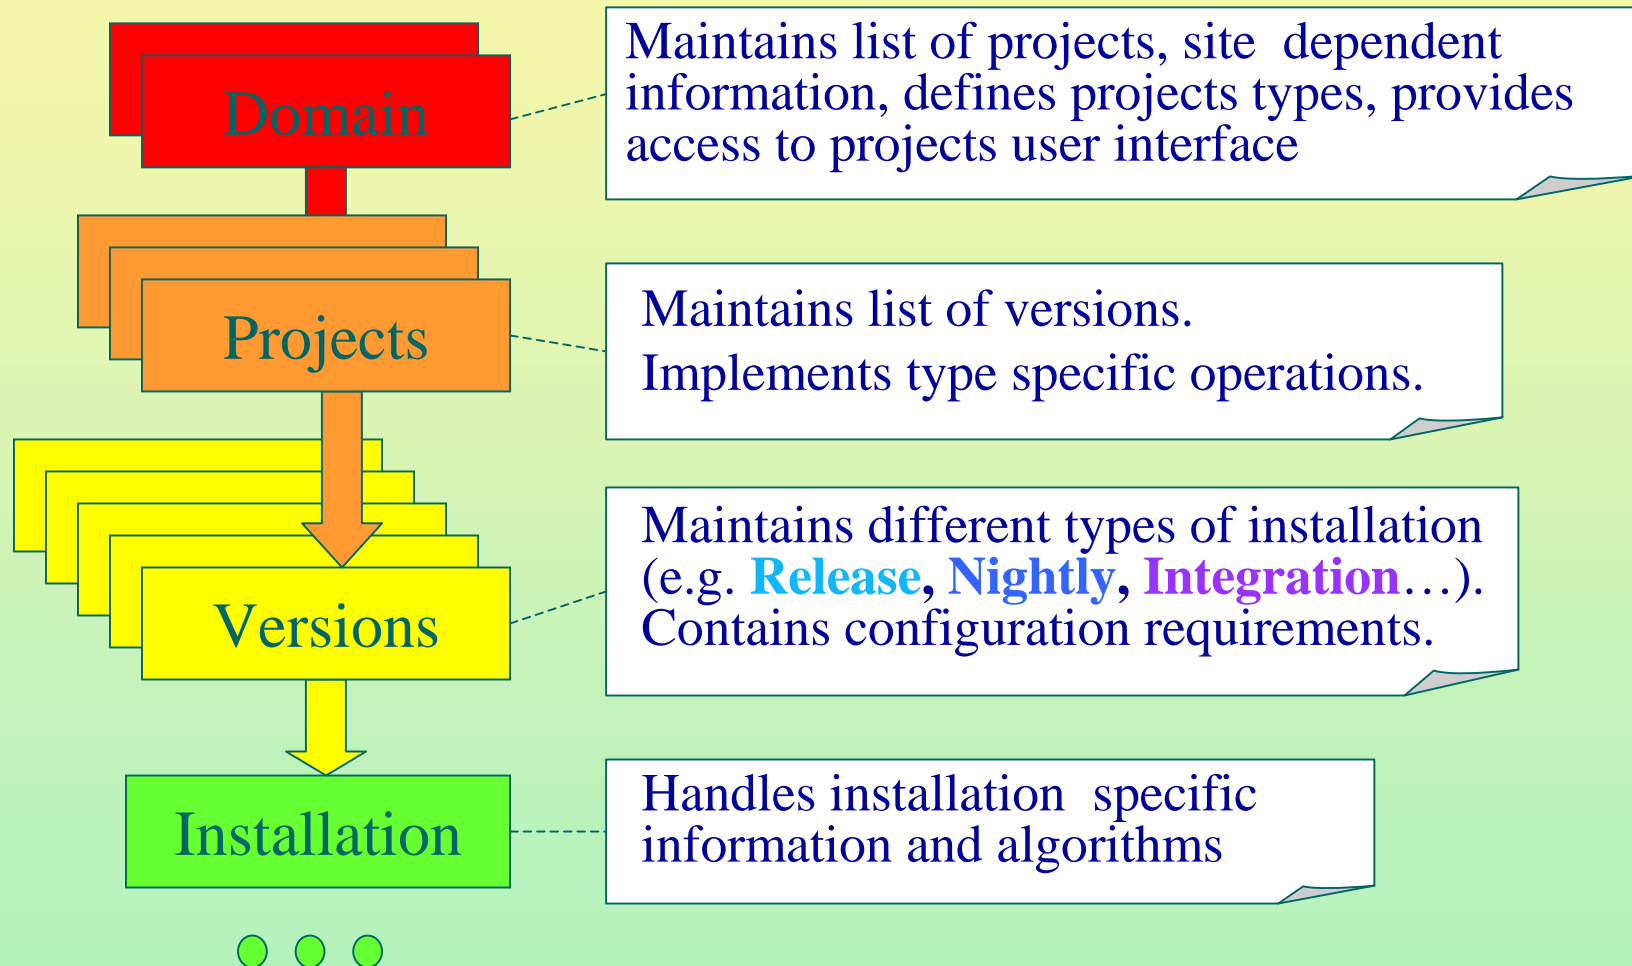 Domain
Maintains list of projects, site  dependent
information, defines projects types, provides
access to projects user interface
Projects
Maintains list of versions.
Implements type specific operations.
Versions
Maintains different types of installation
(e.g. Release, Nightly, Integration…).
Contains configuration requirements.
Installation
Handles installation  specific
information and algorithms